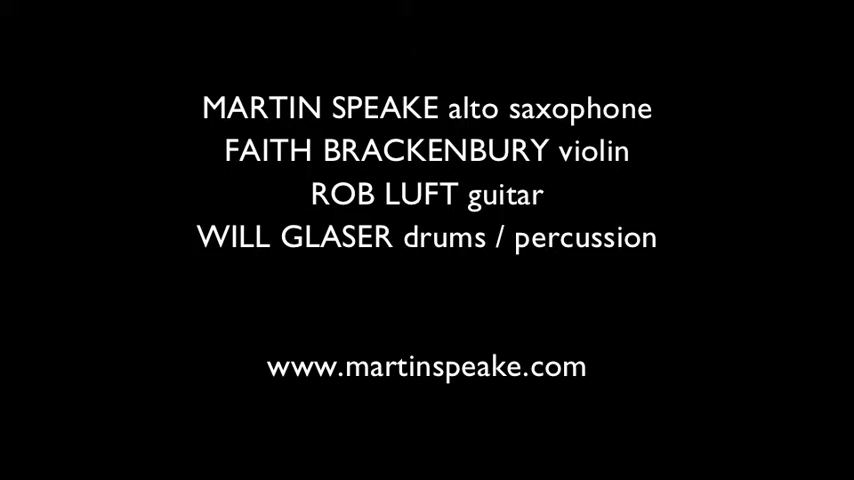 MARTIN SPEAKE alto saxophone
FAITH BRACKENBURY violin
ROB LUFT guitar
WILL GLASER drums / percussion
www.martinspeake.com